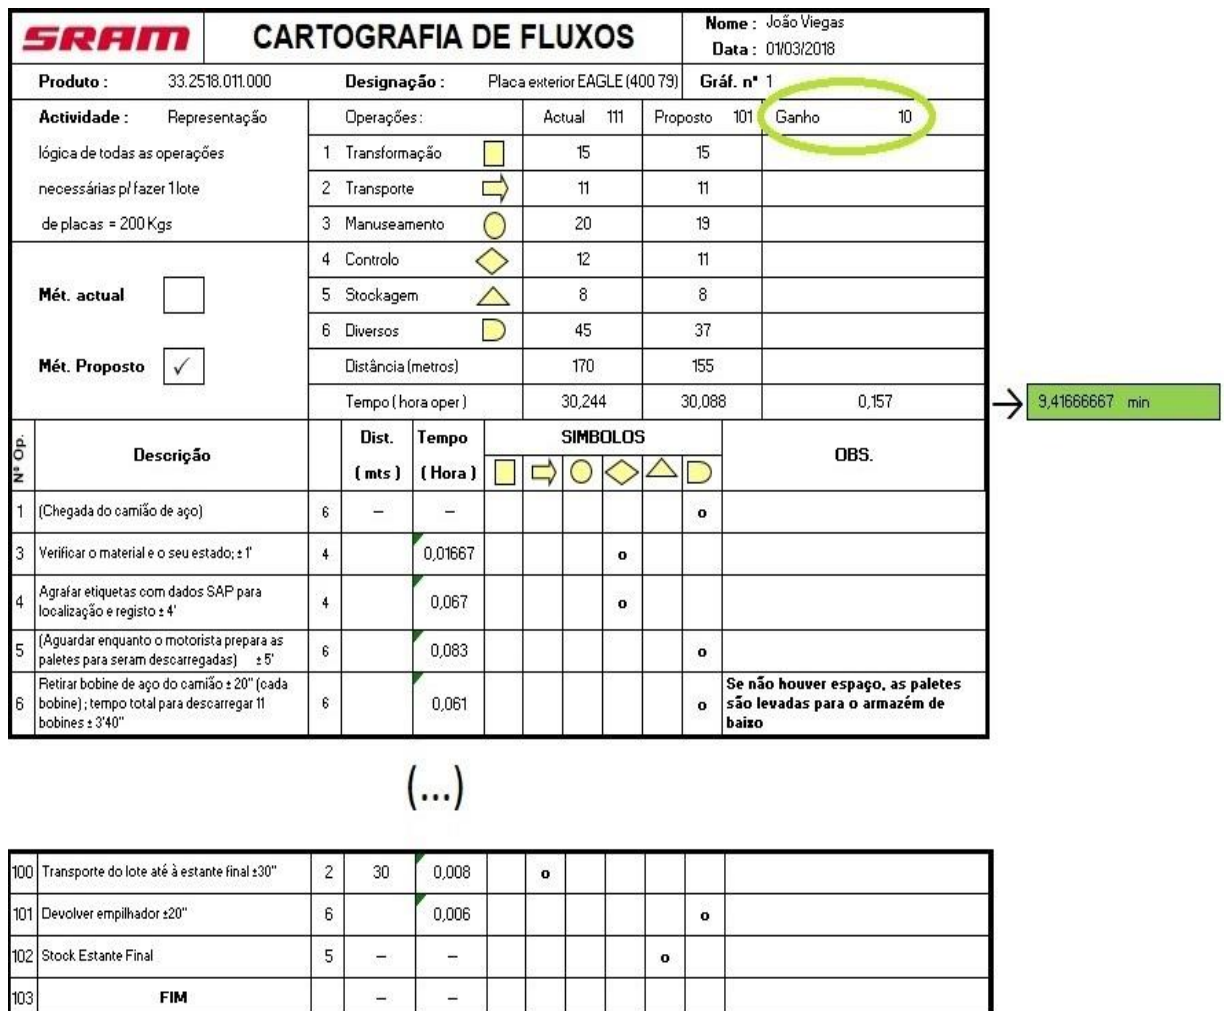 SRAM
CARTOGRAFIA DE FLUXOS
Nome : João Viegas
Data : 01/03/2018
Produto : 33.2518.011.000 Designação : Placa exterior EAGLE (400 79) Gráf. nº 1
Actividade : Representação Operações : Actual 111 Proposto 101 Ganho 10
lógica de todas as operações 1 Transformação 15 15
necessárias p/ fazer 1 lote 2 Transporte 11 11
de placas = 200 Kgs 3 Manuseamento 20 19
4 Controlo 12 11
Mét. actual 5 Stockagem 8 8
6 Diversos 45 37
Mét. Proposto ✓ Distância (metros) 170 155
Tempo ( hora oper ) 30,244 30,088 0,157 → 9,41666667 min
Nº Op. Descrição Dist. ( mts ) Tempo ( Hora ) SIMBOLOS OBS.
1 (Chegada do camião de aço) 6 – – o
3 Verificar o material e o seu estado; ± 1' 4 0,01667 o
4 Agrafar etiquetas com dados SAP para
localização e registo ± 4' 4 0,067 o
5 (Aguardar enquanto o motorista prepara as
paletes para seram descarregadas) ± 5' 6 0,083 o
6 Retirar bobine de aço do camião ± 20" (cada
bobine) ; tempo total para descarregar 11
bobines ± 3'40" 6 0,061 o
Se não houver espaço, as paletes
são levadas para o armazém de
baixo
(...)
100 Transporte do lote até à estante final ±30" 2 30 0,008 o
101 Devolver empilhador ±20" 6 0,006 o
102 Stock Estante Final 5 – – o
103 FIM – –